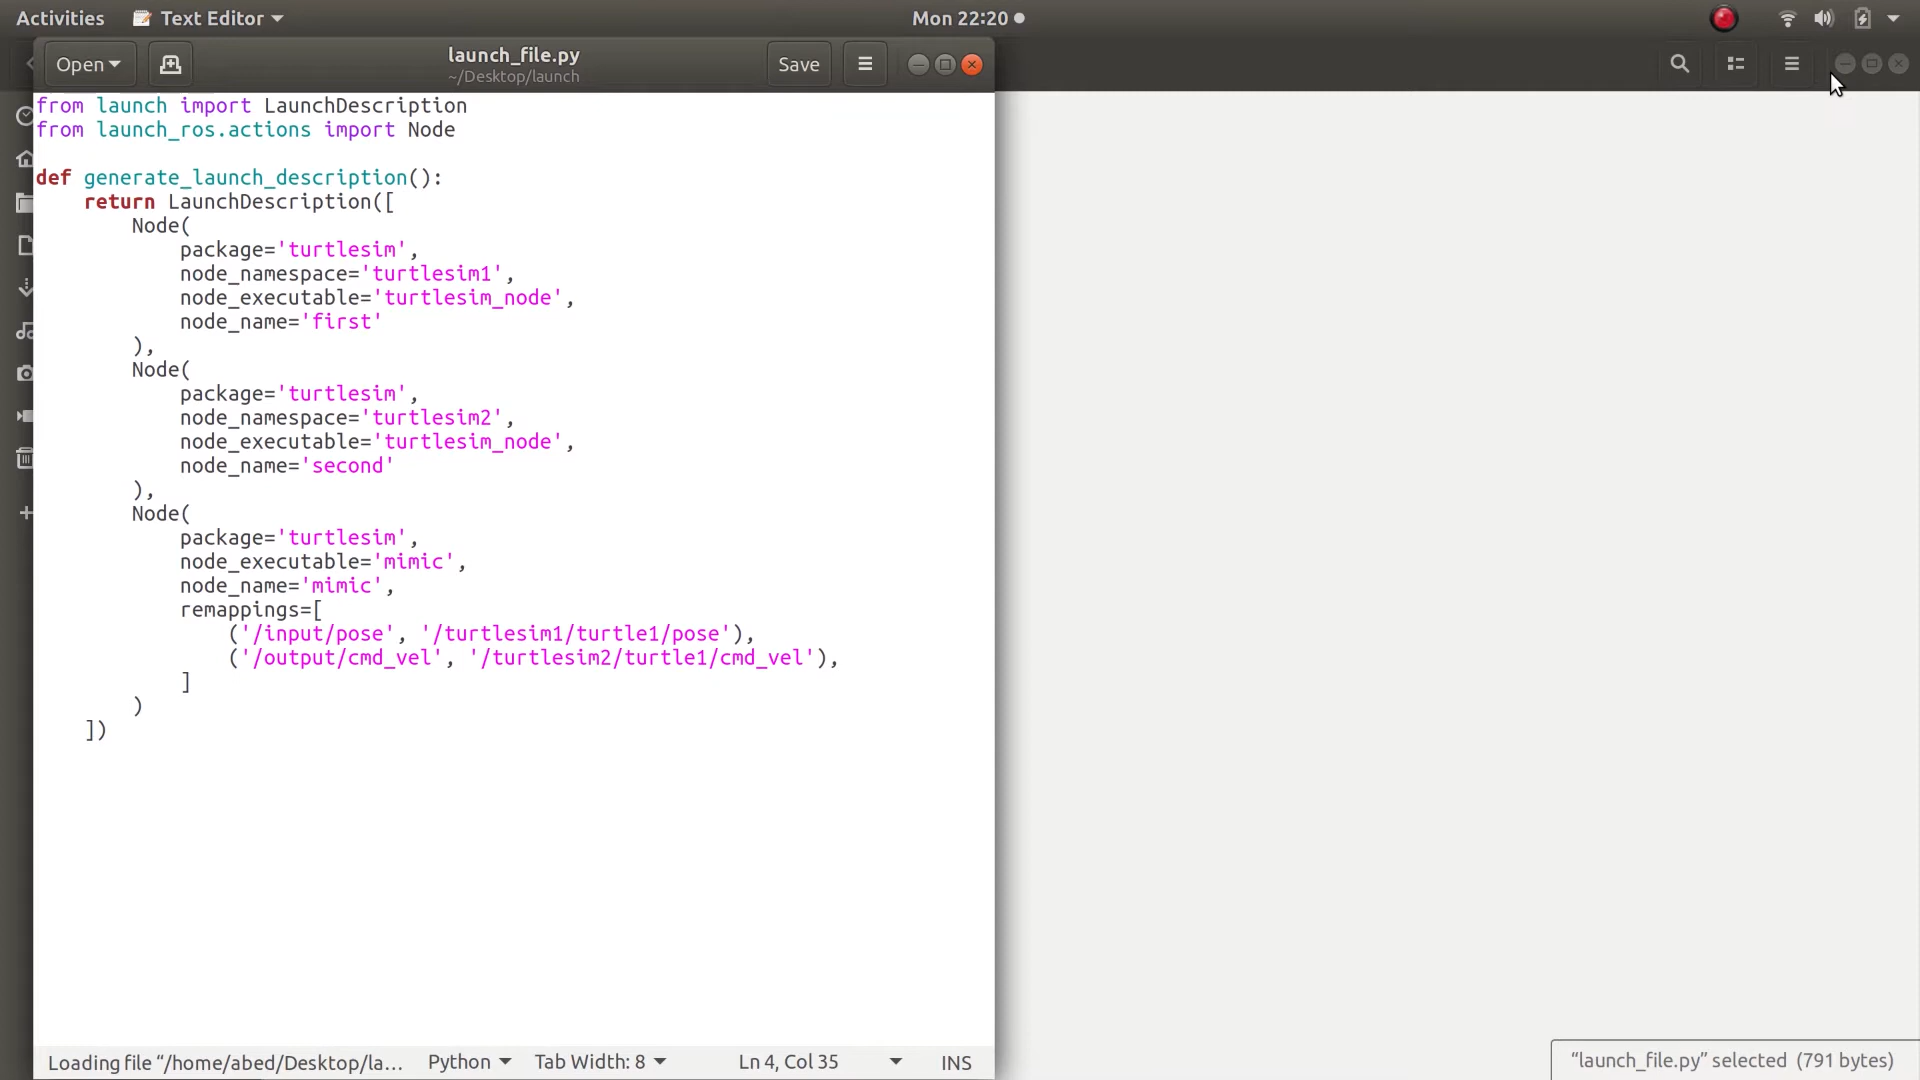 Activities
Text Editor
Mon 22:20
Open
launch_file.py
~/Desktop/launch
Save
from launch import LaunchDescription
from launch_ros.actions import Node
def generate_launch_description():
    return LaunchDescription([
        Node(
            package='turtlesim',
            node_namespace='turtlesim1',
            node_executable='turtlesim_node',
            node_name='first'
        ),
        Node(
            package='turtlesim',
            node_namespace='turtlesim2',
            node_executable='turtlesim_node',
            node_name='second'
        ),
        Node(
            package='turtlesim',
            node_executable='mimic',
            node_name='mimic',
            remappings=[
                ('/input/pose', '/turtlesim1/turtle1/pose'),
                ('/output/cmd_vel', '/turtlesim2/turtle1/cmd_vel'),
            ]
        )
    ])
Loading file “/home/abed/Desktop/la...
Python
Tab Width: 8
Ln 4, Col 35
INS
“launch_file.py” selected (791 bytes)